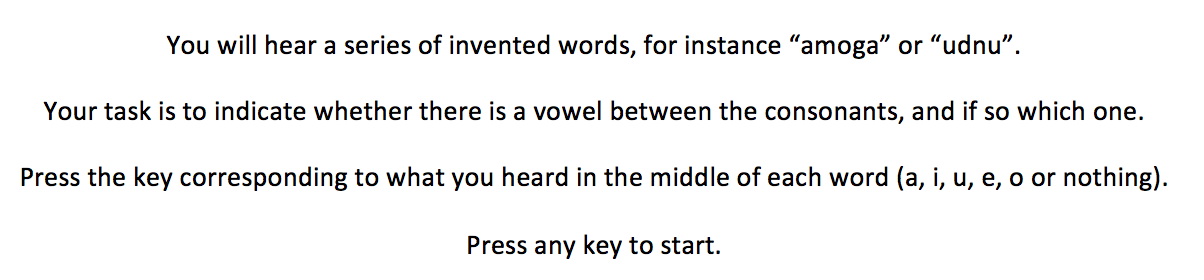 You will hear a series of invented words, for instance “amoga” or “udnu”.
Your task is to indicate whether there is a vowel between the consonants, and if so which one.
Press the key corresponding to what you heard in the middle of each word (a, i, u, e, o or nothing).
Press any key to start.